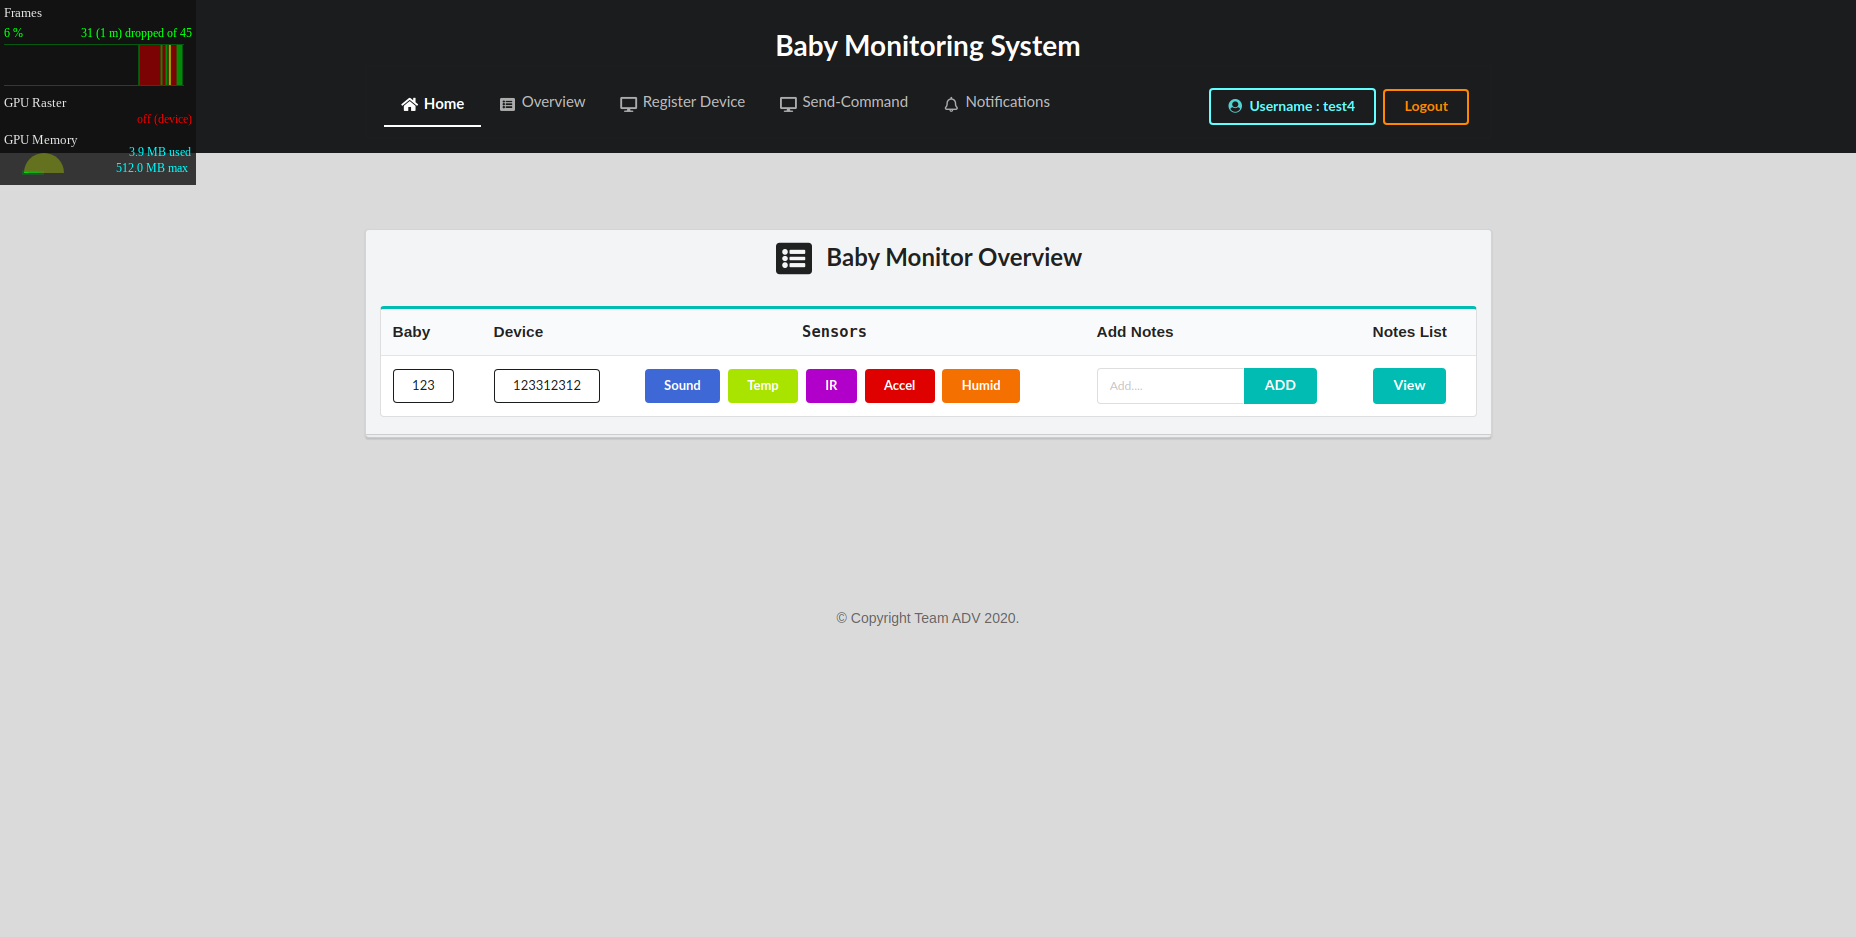 Frames
6 %
31 (1 m) dropped of 45
GPU Raster
off (device)
GPU Memory
3.9 MB used
512.0 MB max
Baby Monitoring System
Home
Overview
Register Device
Send-Command
Notifications
Username : test4
Logout
Baby Monitor Overview
Baby Device Sensors Add Notes Notes List
123 123312312 Sound Temp IR Accel Humid Add.... ADD View
© Copyright Team ADV 2020.